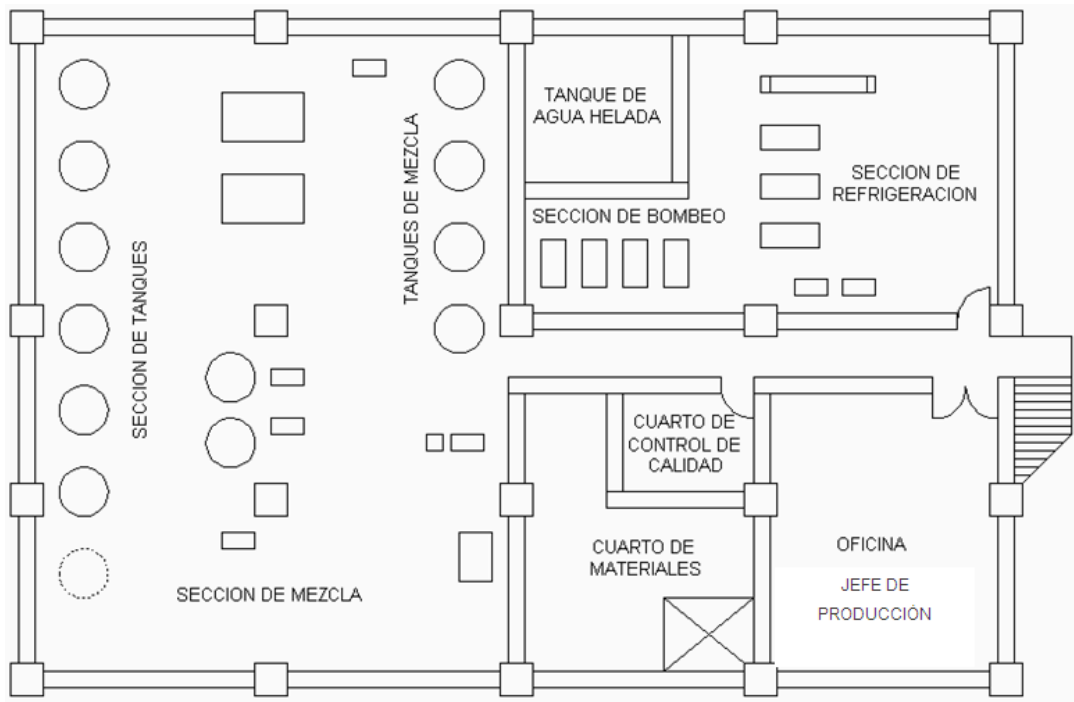 TANQUE DE
AGUA HELADA
SECCION DE
REFRIGERACION
SECCION DE BOMBEO
TANQUES DE MEZCLA
SECCION DE TANQUES
CUARTO DE
CONTROL DE
CALIDAD
CUARTO DE
MATERIALES
OFICINA
JEFE DE
PRODUCCIÓN
SECCION DE MEZCLA